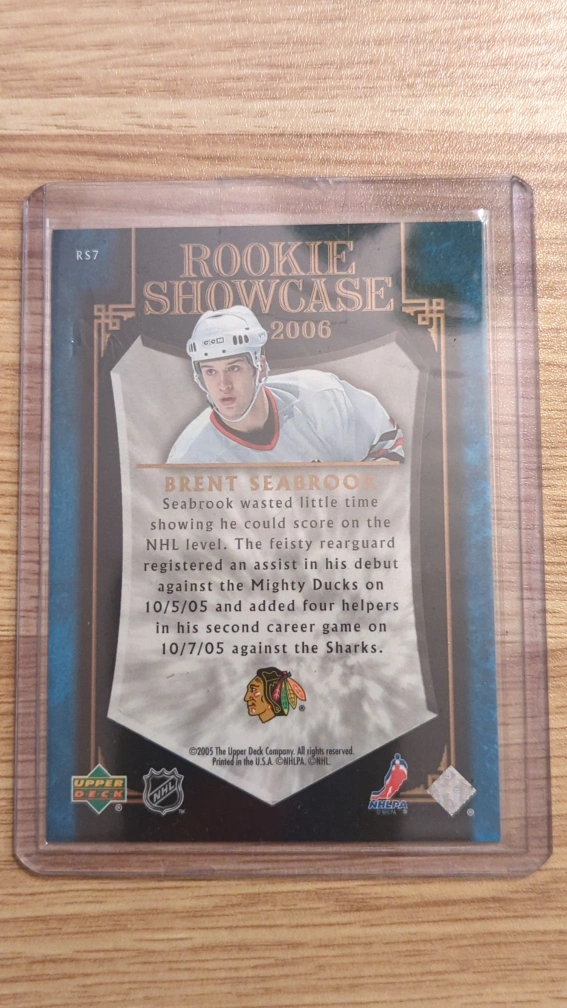 RS7
ROOKIE
SHOWCASE
2006
BRENT SEABROOK
Seabrook wasted little time
showing he could score on the
NHL level. The feisty rearguard
registered an assist in his debut
against the Mighty Ducks on
10/5/05 and added four helpers
in his second career game on
10/7/05 against the Sharks.
®
©2005 The Upper Deck Company. All rights reserved.
Printed in the U.S.A. ©NHLPA. ©NHL.
UPPER
DECK
®
NHL
™
NHLPA
®